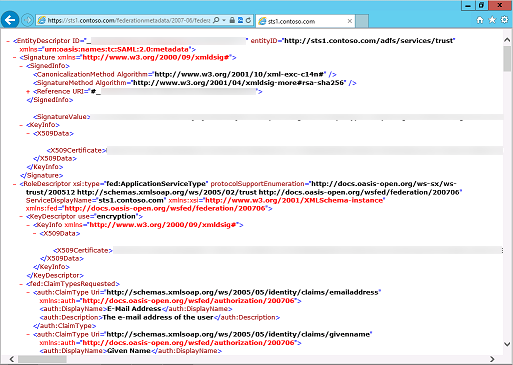 https://sts1.contoso.com/federationmetadata/2007-06/federa
sts1.contoso.com
- <EntityDescriptor ID="_ entityID="http://sts1.contoso.com/adfs/services/trust"
xmlns="urn:oasis:names:tc:SAML:2.0:metadata">
- <Signature xmlns="http://www.w3.org/2000/09/xmldsig#">
- <SignedInfo>
<CanonicalizationMethod Algorithm="http://www.w3.org/2001/10/xml-exc-c14n#" />
<SignatureMethod Algorithm="http://www.w3.org/2001/04/xmldsig-more#rsa-sha256" />
+ <Reference URI="#_ ">
</SignedInfo>
<SignatureValue>
- <KeyInfo>
- <X509Data>
<X509Certificate>
</X509Data>
</KeyInfo>
</Signature>
- <RoleDescriptor xsi:type="fed:ApplicationServiceType" protocolSupportEnumeration="http://docs.oasis-open.org/ws-sx/ws-
trust/200512 http://schemas.xmlsoap.org/ws/2005/02/trust http://docs.oasis-open.org/wsfed/federation/200706"
ServiceDisplayName="sts1.contoso.com" xmlns:xsi="http://www.w3.org/2001/XMLSchema-instance"
xmlns:fed="http://docs.oasis-open.org/wsfed/federation/200706">
- <KeyDescriptor use="encryption">
- <KeyInfo xmlns="http://www.w3.org/2000/09/xmldsig#">
- <X509Data>
<X509Certificate>
</X509Data>
</KeyInfo>
</KeyDescriptor>
- <fed:ClaimTypesRequested>
- <auth:ClaimType Uri="http://schemas.xmlsoap.org/ws/2005/05/identity/claims/emailaddress"
xmlns:auth="http://docs.oasis-open.org/wsfed/authorization/200706">
<auth:DisplayName>E-Mail Address</auth:DisplayName>
<auth:Description>The e-mail address of the user</auth:Description>
</auth:ClaimType>
- <auth:ClaimType Uri="http://schemas.xmlsoap.org/ws/2005/05/identity/claims/givenname"
xmlns:auth="http://docs.oasis-open.org/wsfed/authorization/200706">
<auth:DisplayName>Given Name</auth:DisplayName>